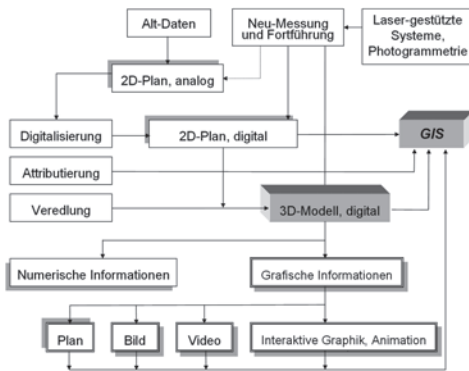 Alt-Daten
Neu-Messung
und Fortführung
Laser-gestützte
Systeme,
Photogrammetrie
2D-Plan, analog
Digitalisierung
2D-Plan, digital
GIS
Attributierung
Veredlung
3D-Modell, digital
Numerische Informationen
Grafische Informationen
Plan
Bild
Video
Interaktive Graphik, Animation